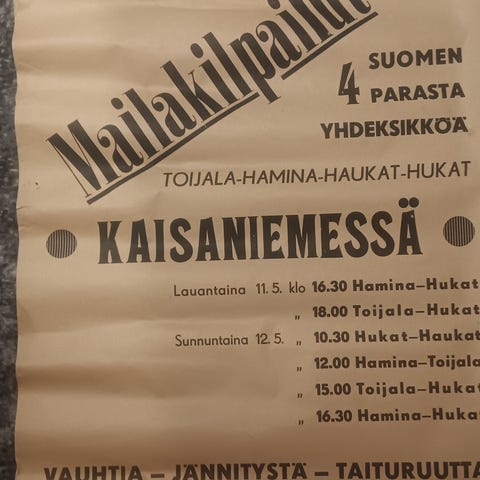 Mailakilpailut
4 SUOMEN
PARASTA
YHDEKSIKKÖÄ
TOIJALA-HAMINA-HAUKAT-HUKAT
KAISANIEMESSÄ
Lauantaina 11.5. klo 16.30 Hamina–Hukat
„ 18.00 Toijala–Hukat
Sunnuntaina 12.5. „ 10.30 Hukat–Haukat
„ 12.00 Hamina–Toijala
„ 15.00 Toijala–Haukat
„ 16.30 Hamina–Haukat
VAUHTIA – JÄNNITYSTÄ – TAITURUUTTA